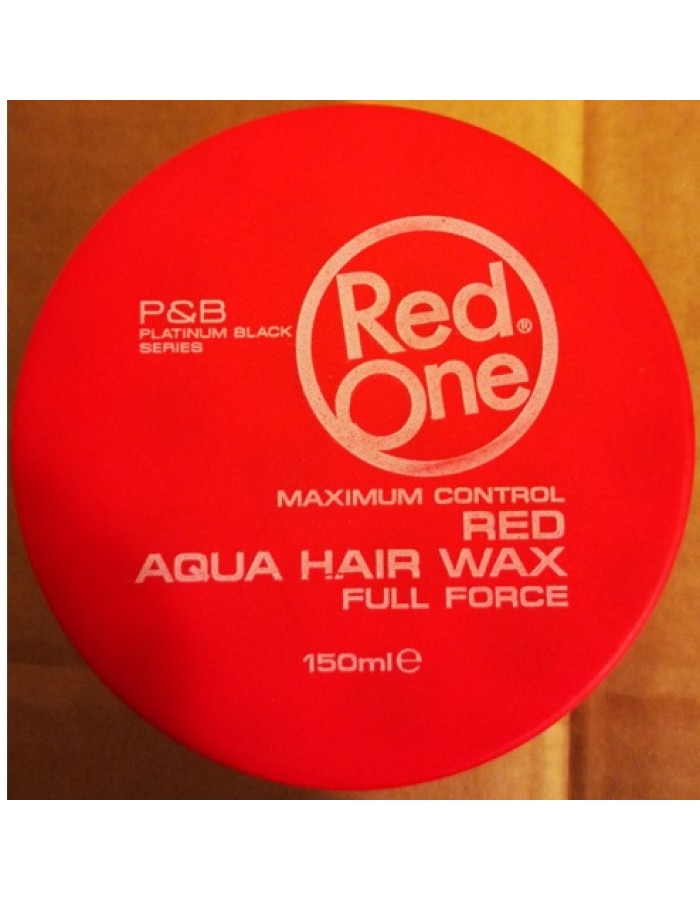 P&B
PLATINUM BLACK
SERIES
Red®
One
MAXIMUM CONTROL
RED
AQUA HAIR WAX
FULL FORCE
150ml e